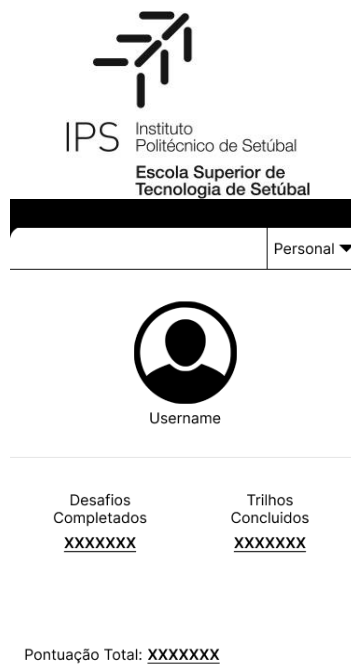 IPS
Instituto
Politécnico de Setúbal
Escola Superior de
Tecnologia de Setúbal
Personal
Username
Desafios
Completados
XXXXXXX
Trilhos
Concluidos
XXXXXXX
Pontuação Total: XXXXXXX